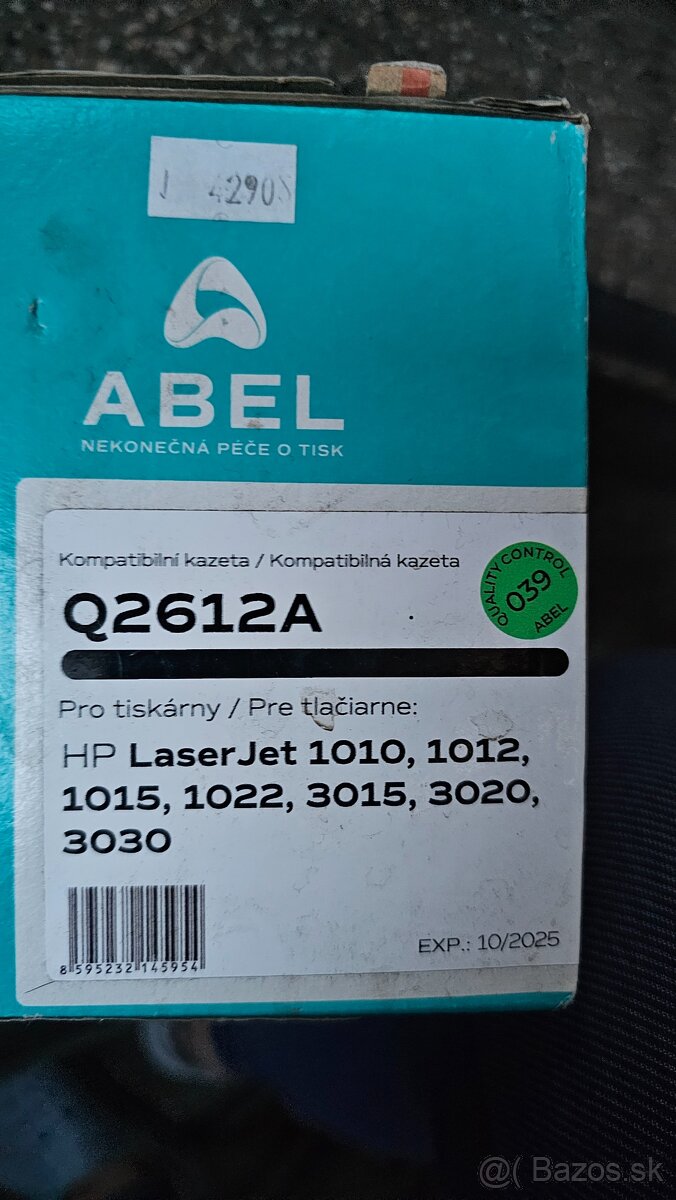 ABEL
NEKONEČNÁ PÉČE O TISK
Kompatibilní kazeta / Kompatibilná kazeta
QUALITY CONTROL
039
ABEL
Q2612A
Pro tiskárny / Pre tlačiarne:
HP LaserJet 1010, 1012,
1015, 1022, 3015, 3020,
3030
8 595232 145954
EXP.: 10/2025
@( Bazos.sk